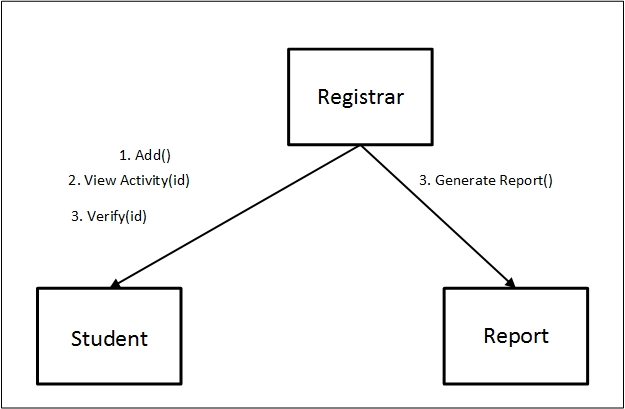 Registrar
1. Add()
2. View Activity(id)
3. Generate Report()
3. Verify(id)
Student
Report